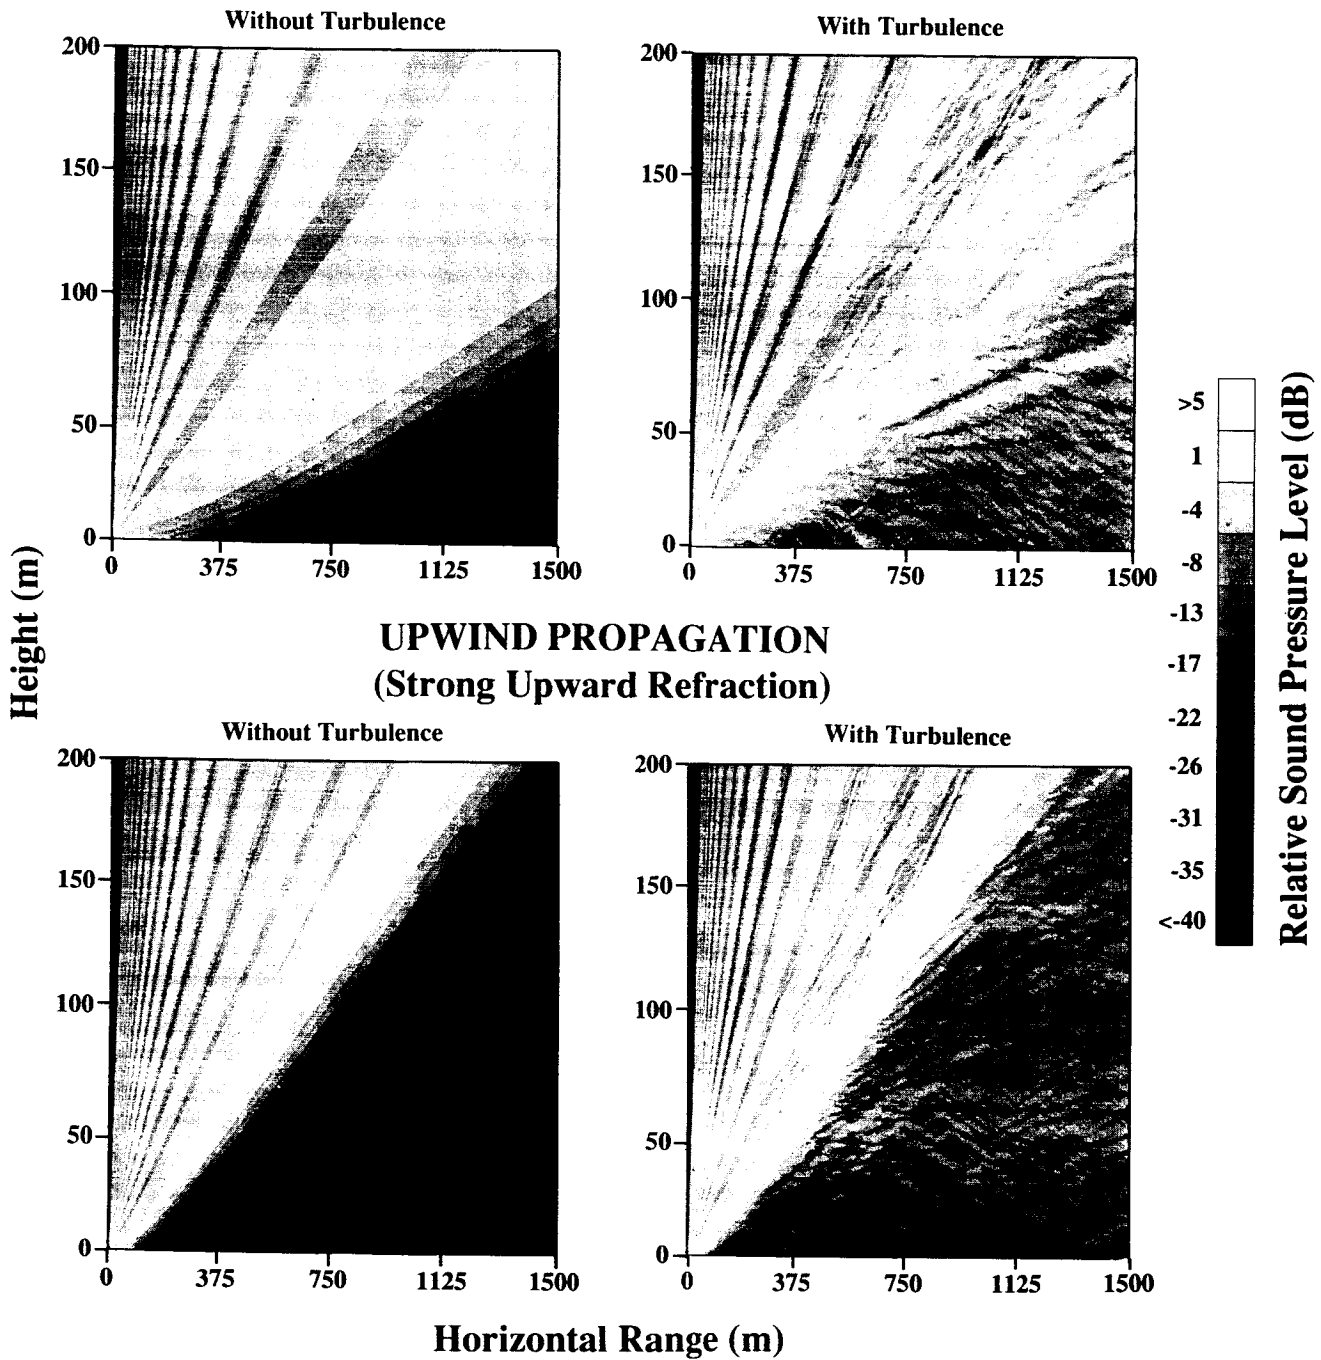 Without Turbulence
With Turbulence
200
150
100
50
0
0 375 750 1125 1500
200
150
100
50
0
0 375 750 1125 1500
Height (m)
UPWIND PROPAGATION
(Strong Upward Refraction)
>5
1
-4
-8
-13
-17
-22
-26
-31
-35
<-40
Relative Sound Pressure Level (dB)
Without Turbulence
With Turbulence
200
150
100
50
0
0 375 750 1125 1500
200
150
100
50
0
0 375 750 1125 1500
Horizontal Range (m)